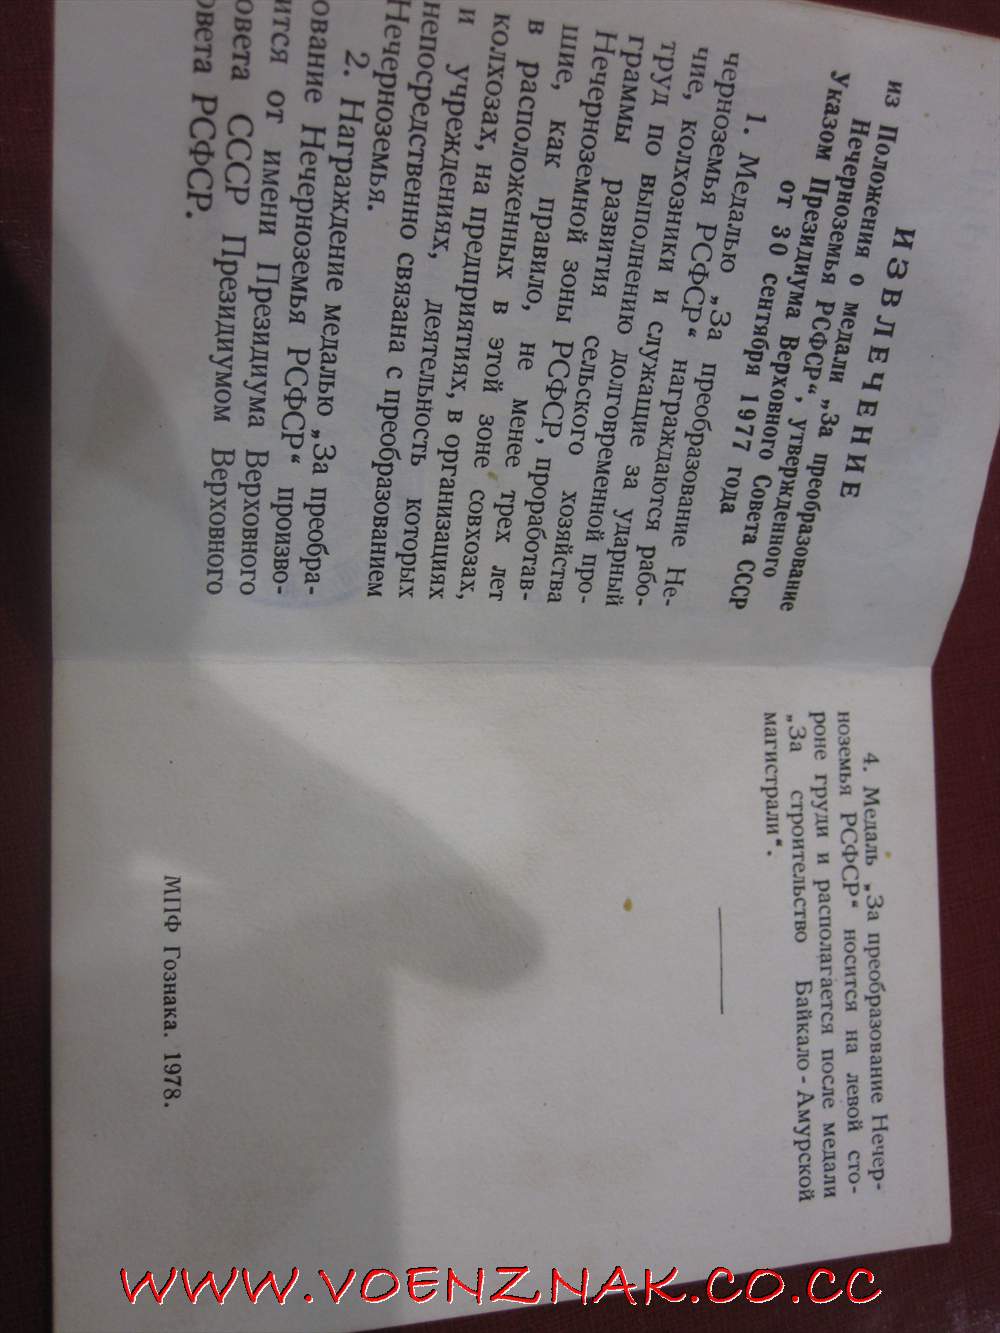 ИЗВЛЕЧЕНИЕ
из Положения о медали „За преобразование
Нечерноземья РСФСР“, утвержденного
Указом Президиума Верховного Совета СССР
от 30 сентября 1977 года
1. Медалью „За преобразование Не-
черноземья РСФСР“ награждаются рабо-
чие, колхозники и служащие за ударный
труд по выполнению долговременной про-
граммы развития сельского хозяйства
Нечерноземной зоны РСФСР, проработав-
шие, как правило, не менее трех лет
в расположенных в этой зоне совхозах,
колхозах, на предприятиях, в организациях
и учреждениях, деятельность которых
непосредственно связана с преобразованием
Нечерноземья.
2. Награждение медалью „За преобра-
ование Нечерноземья РСФСР“ произво-
ится от имени Президиума Верховного
овета СССР Президиумом Верховного
овета РСФСР.
4. Медаль „За преобразование Нечер-
ноземья РСФСР“ носится на левой сто-
роне груди и располагается после медали
„За строительство Байкало-Амурской
магистрали“.
МПФ Гознака. 1978.
WWW.VOENZNAK.CO.CC